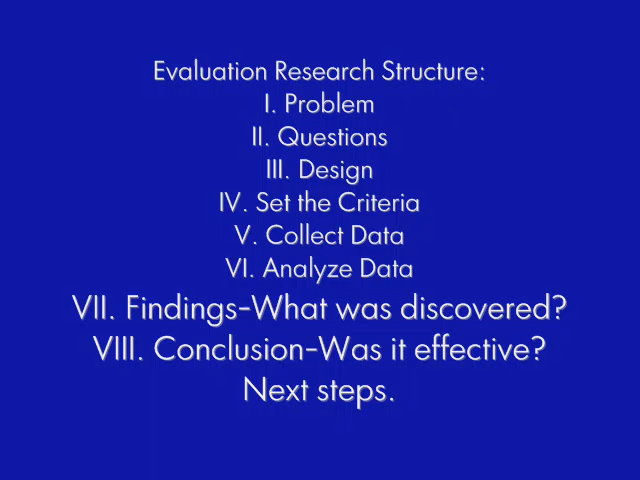 Evaluation Research Structure:
I. Problem
II. Questions
III. Design
IV. Set the Criteria
V. Collect Data
VI. Analyze Data
VII. Findings-What was discovered?
VIII. Conclusion-Was it effective?
Next steps.